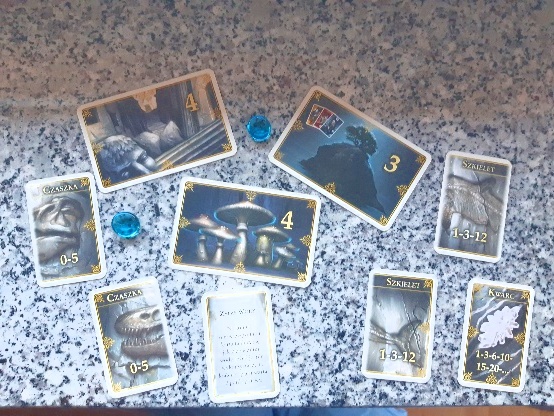 4
3
4
CZASZKA
0-5
SZKIELET
1-3-12
CZASZKA
0-5
SZKIELET
1-3-12
KWARC
1-3-6-10-
15-20-...